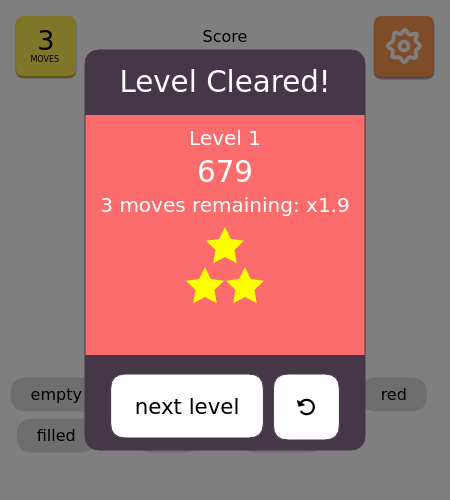 3
MOVES
Score
Level Cleared!
Level 1
679
3 moves remaining: x1.9
empty
red
next level
filled